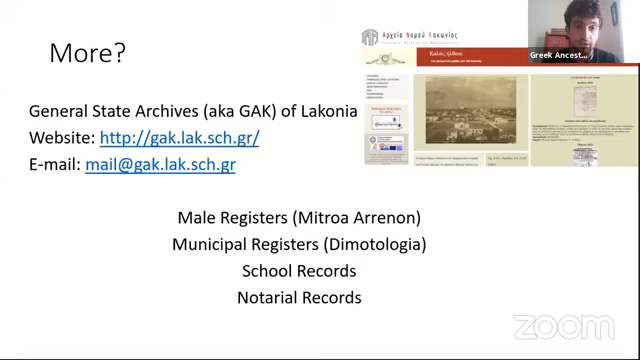 More?
Αρχεία Νομού Λακωνίας
Καλώς ήλθατε
Greek Ancest...
General State Archives (aka GAK) of Lakonia
Website: http://gak.lak.sch.gr/
E-mail: mail@gak.lak.sch.gr
Male Registers (Mitroa Arrenon)
Municipal Registers (Dimotologia)
School Records
Notarial Records
zoom